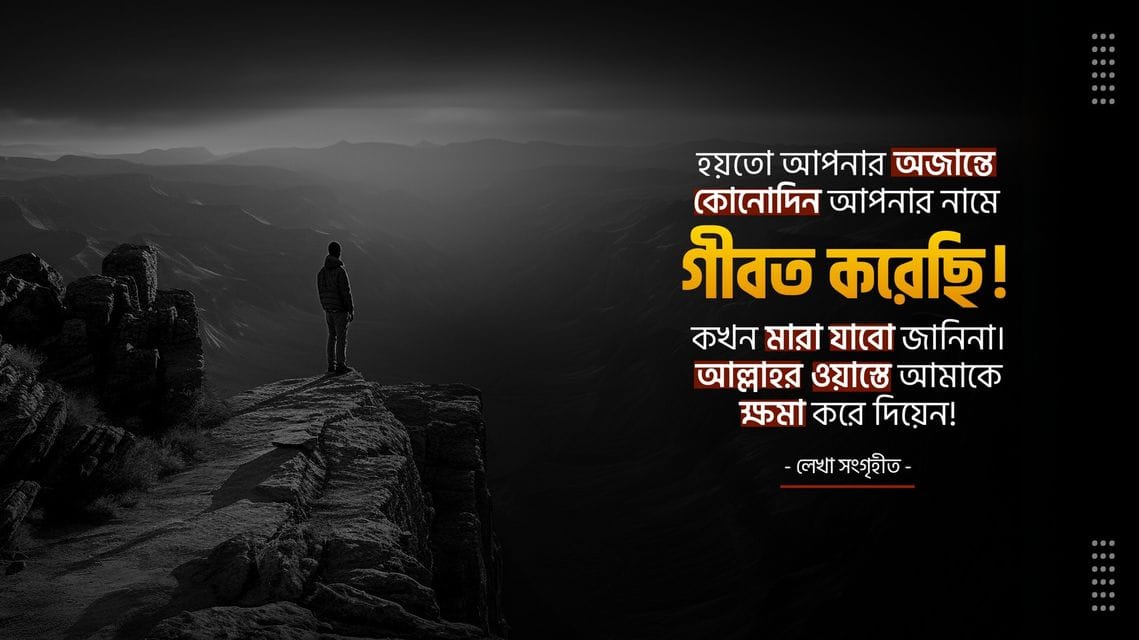 হয়তো আপনার অজান্তে
কোনোদিন আপনার নামে
গীবত করেছি!
কখন মারা যাবো জানিনা।
আল্লাহর ওয়াস্তে আমাকে
ক্ষমা করে দিয়েন!
- লেখা সংগৃহীত -